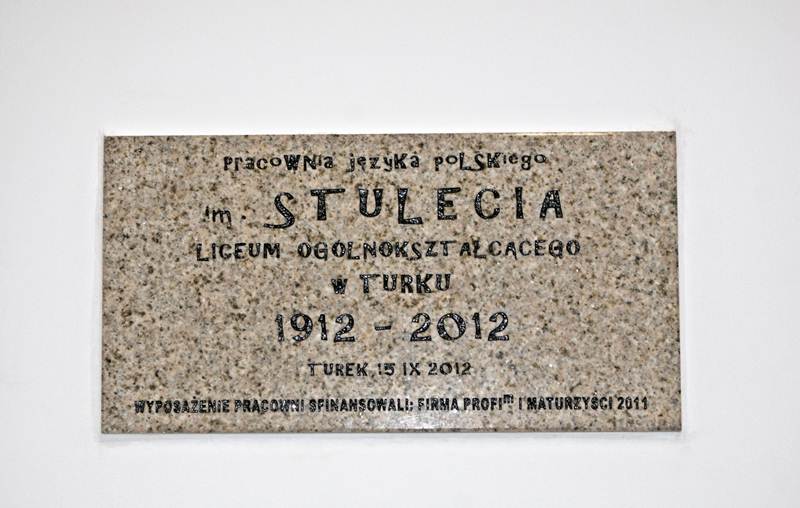 Pracownia języka polskiego
im. STULECIA
LICEUM OGÓLNOKSZTAŁCĄCEGO
w TURKU
1912 - 2012
TUREK, 15 IX 2012
WYPOSAŻENIE PRACOWNI SFINANSOWALI: FIRMA PROFIm I MATURZYŚCI 2011